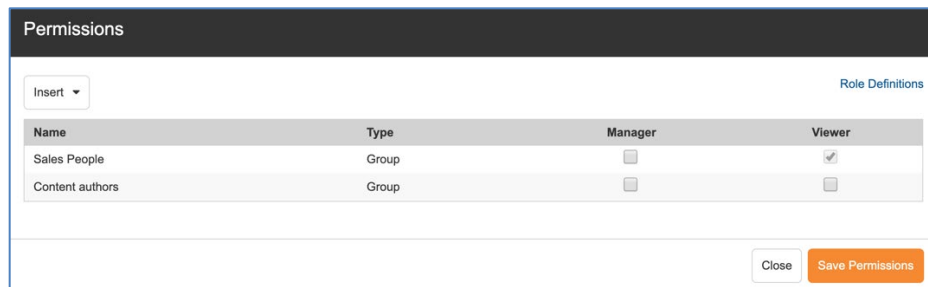 Permissions
Insert
Role Definitions
Name Type Manager Viewer
Sales People Group
Content authors Group
Close Save Permissions